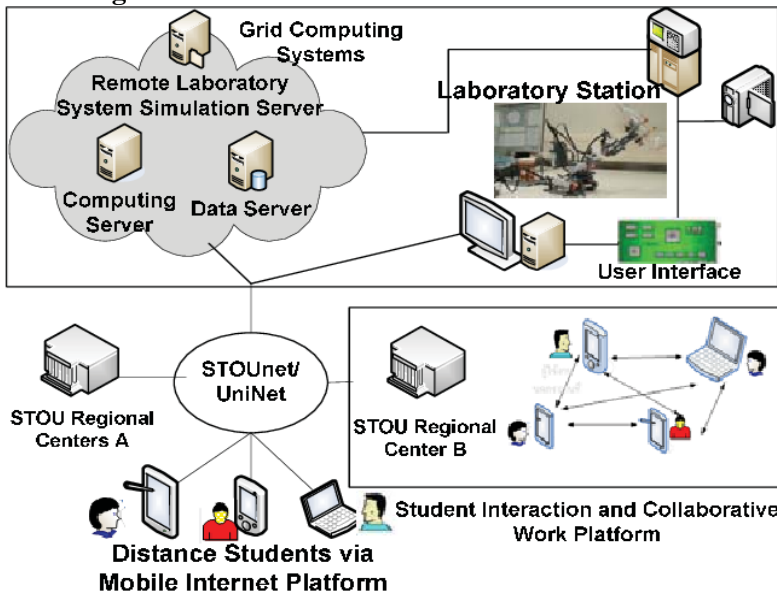 Grid Computing
Systems
Remote Laboratory
System Simulation Server
Laboratory Station
Computing
Server
Data Server
User Interface
STOUnet/
UniNet
STOU Regional
Centers A
STOU Regional
Center B
Student Interaction and Collaborative
Work Platform
Distance Students via
Mobile Internet Platform